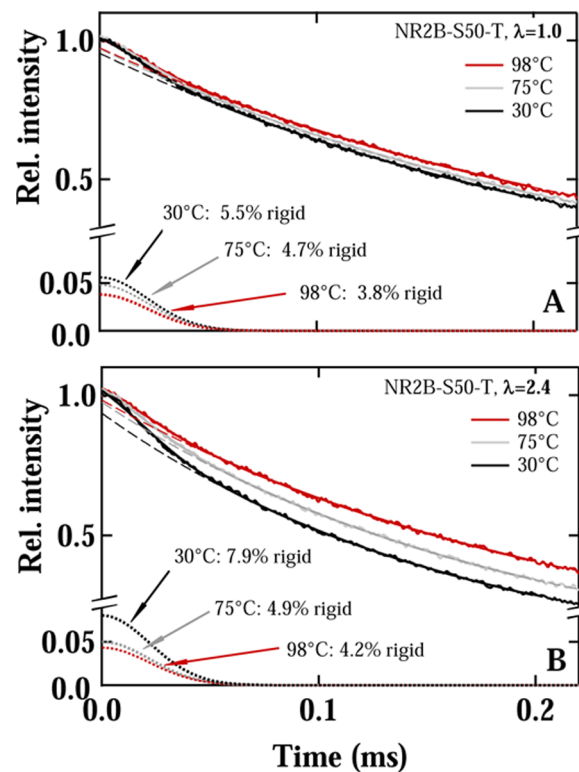 NR2B-S50-T, λ=1.0
98°C
75°C
30°C
1.0
0.5
Rel. intensity
30°C: 5.5% rigid
75°C: 4.7% rigid
98°C: 3.8% rigid
0.05
0.0
A
NR2B-S50-T, λ=2.4
98°C
75°C
30°C
1.0
0.5
Rel. intensity
30°C: 7.9% rigid
75°C: 4.9% rigid
98°C: 4.2% rigid
0.05
0.0
B
0.0 0.1 0.2
Time (ms)